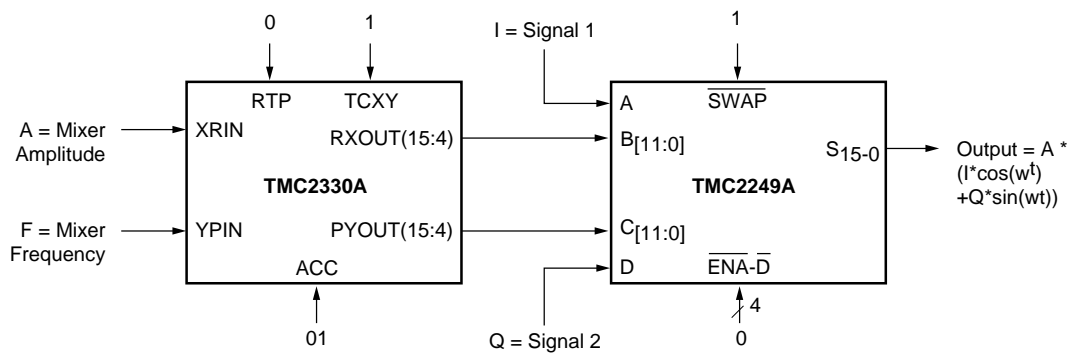 0
1
RTP
TCXY
A = Mixer
Amplitude
XRIN
RXOUT(15:4)
TMC2330A
F = Mixer
Frequency
YPIN
PYOUT(15:4)
ACC
01
I = Signal 1
1
A
SWAP
B[11:0]
S15-0
TMC2249A
C[11:0]
D
ENA-D
4
0
Q = Signal 2
Output = A *
(I*cos(wt)
+Q*sin(wt))